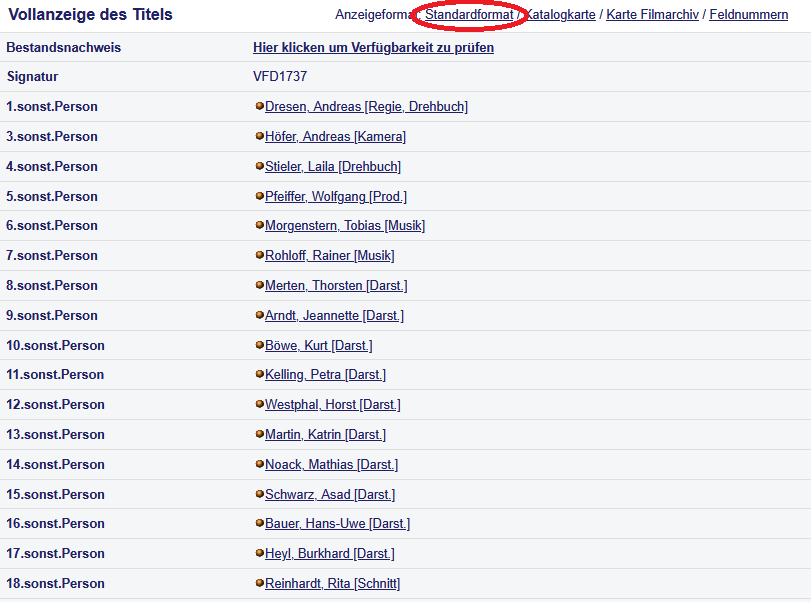 Vollanzeige des Titels Anzeigeformat: Standardformat / Katalogkarte / Karte Filmarchiv / Feldnummern
Bestandsnachweis Hier klicken um Verfügbarkeit zu prüfen
Signatur VFD1737
1.sonst.Person Dresen, Andreas [Regie, Drehbuch]
3.sonst.Person Höfer, Andreas [Kamera]
4.sonst.Person Stieler, Laila [Drehbuch]
5.sonst.Person Pfeiffer, Wolfgang [Prod.]
6.sonst.Person Morgenstern, Tobias [Musik]
7.sonst.Person Rohloff, Rainer [Musik]
8.sonst.Person Merten, Thorsten [Darst.]
9.sonst.Person Arndt, Jeannette [Darst.]
10.sonst.Person Böwe, Kurt [Darst.]
11.sonst.Person Kelling, Petra [Darst.]
12.sonst.Person Westphal, Horst [Darst.]
13.sonst.Person Martin, Katrin [Darst.]
14.sonst.Person Noack, Mathias [Darst.]
15.sonst.Person Schwarz, Asad [Darst.]
16.sonst.Person Bauer, Hans-Uwe [Darst.]
17.sonst.Person Heyl, Burkhard [Darst.]
18.sonst.Person Reinhardt, Rita [Schnitt]